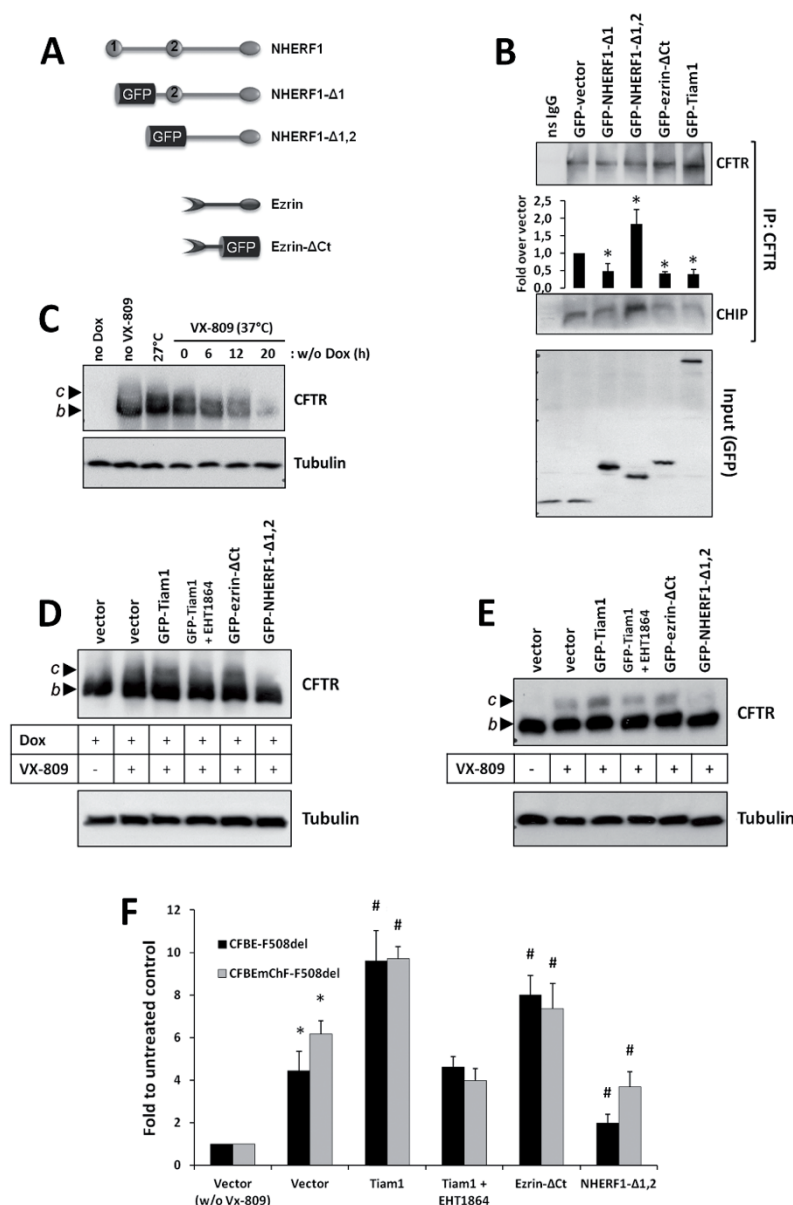 A
1
2
NHERF1
GFP
2
NHERF1-Δ1
GFP
NHERF1-Δ1,2
Ezrin
GFP
Ezrin-ΔCt
B
ns IgG
GFP-vector
GFP-NHERF1-Δ1
GFP-NHERF1-Δ1,2
GFP-ezrin-ΔCt
GFP-Tiam1
CFTR
Fold over vector
2,5
2,0
1,5
1,0
0,5
0,0
* * * *
CHIP
IP: CFTR
Input (GFP)
C
no Dox
no VX-809
27°C
VX-809 (37°C)
0 6 12 20 : w/o Dox (h)
c
b
CFTR
Tubulin
D
vector
vector
GFP-Tiam1
GFP-Tiam1
+ EHT1864
GFP-ezrin-ΔCt
GFP-NHERF1-Δ1,2
c
b
CFTR
Dox + + + + + +
VX-809 - + + + + +
Tubulin
E
vector
vector
GFP-Tiam1
GFP-Tiam1
+ EHT1864
GFP-ezrin-ΔCt
GFP-NHERF1-Δ1,2
c
b
CFTR
VX-809 - + + + + +
Tubulin
F
Fold to untreated control
12
10
8
6
4
2
0
CFBE-F508del
CFBEmChF-F508del
* * # # # # # #
Vector
(w/o Vx-809)
Vector
Tiam1
Tiam1 +
EHT1864
Ezrin-ΔCt
NHERF1-Δ1,2